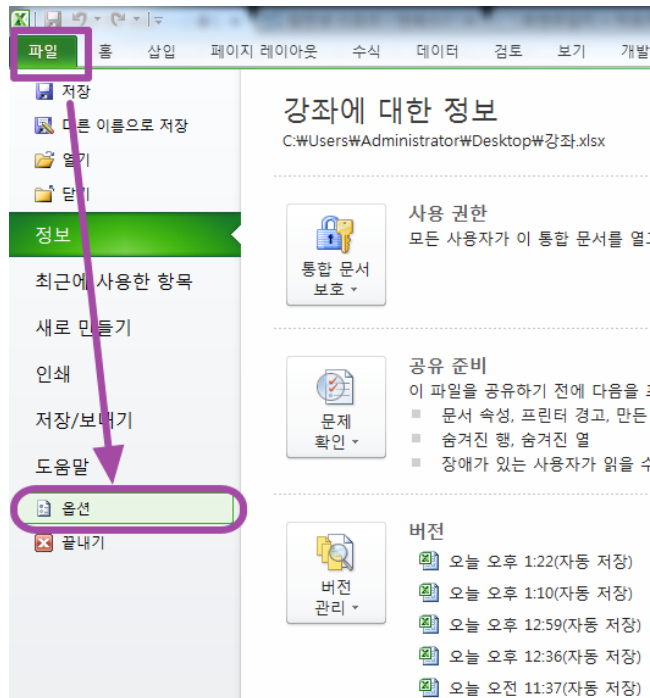 파일 홈 삽입 페이지 레이아웃 수식 데이터 검토 보기 개발
저장
다른 이름으로 저장
열기
닫기
정보
최근에 사용한 항목
새로 만들기
인쇄
저장/보내기
도움말
옵션
끝내기
강좌에 대한 정보
C:₩Users₩Administrator₩Desktop₩강좌.xlsx
통합 문서
보호
사용 권한
모든 사용자가 이 통합 문서를 열고
문제
확인
공유 준비
이 파일을 공유하기 전에 다음을
문서 속성, 프린터 경고, 만든
숨겨진 행, 숨겨진 열
장애가 있는 사용자가 읽을 수
버전
관리
버전
오늘 오후 1:22(자동 저장)
오늘 오후 1:10(자동 저장)
오늘 오후 12:59(자동 저장)
오늘 오후 12:36(자동 저장)
오늘 오전 11:37(자동 저장)